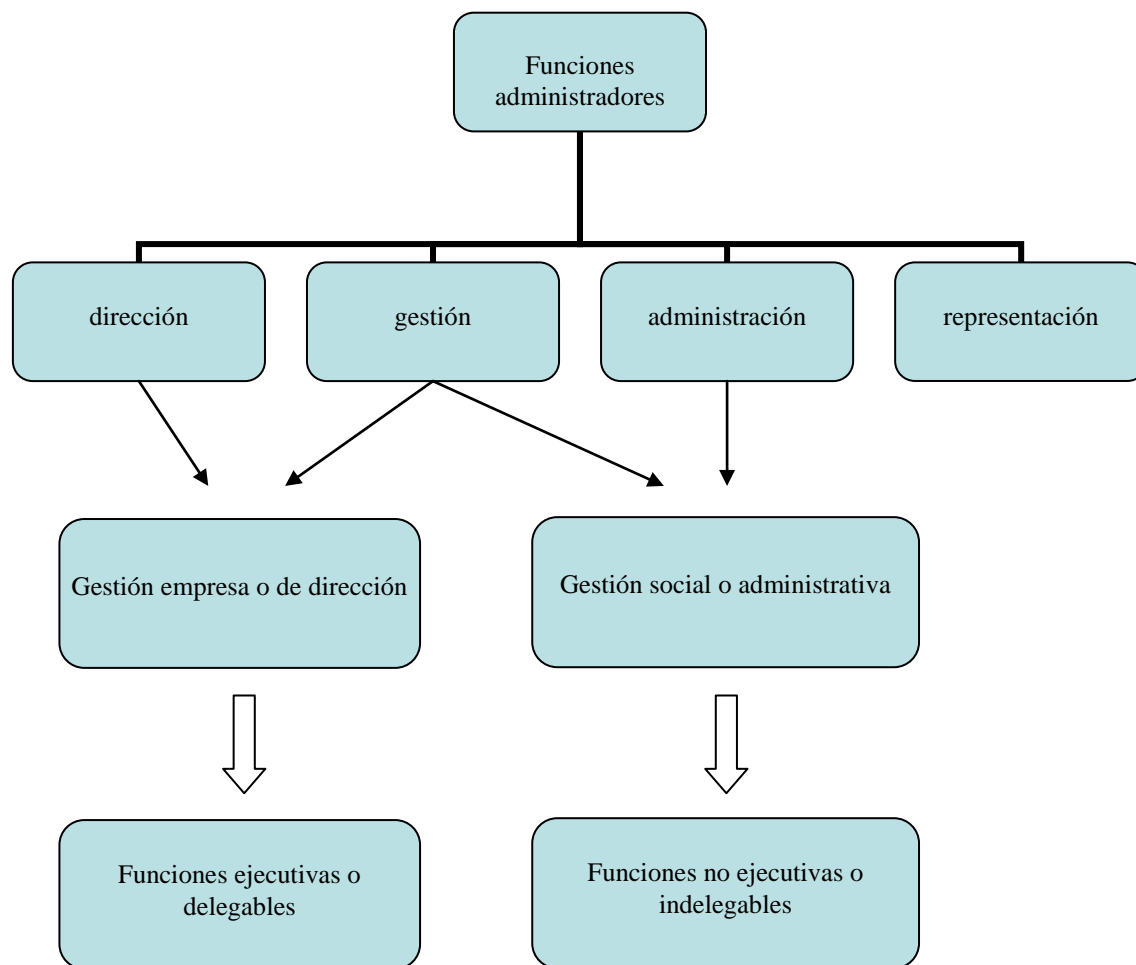 Funciones
administradores
dirección
gestión
administración
representación
Gestión empresa o de dirección
Gestión social o administrativa
Funciones ejecutivas o
delegables
Funciones no ejecutivas o
indelegables